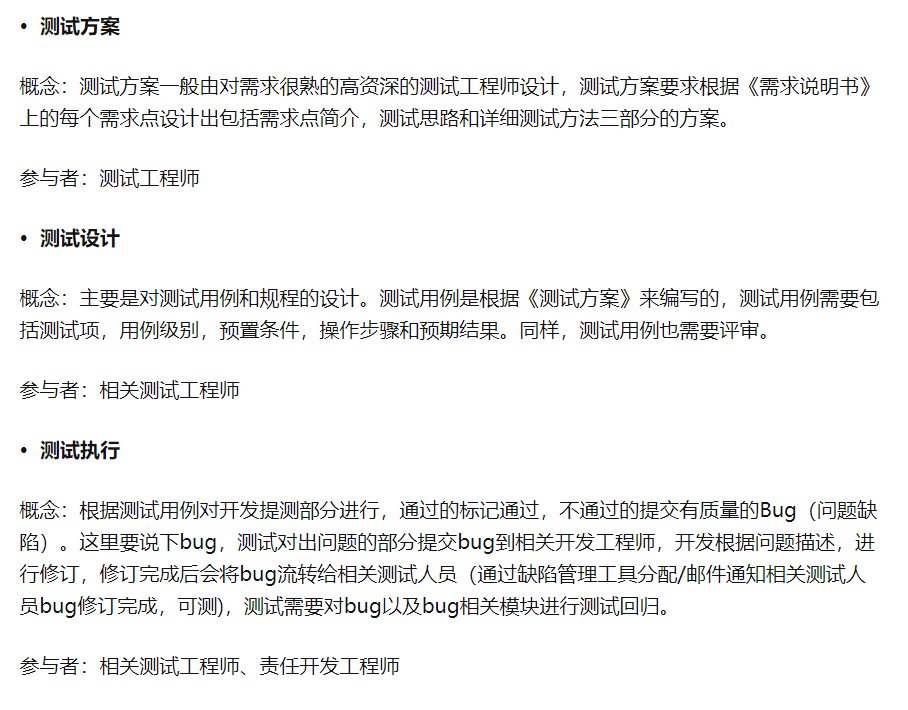 • 测试方案
概念：测试方案一般由对需求很熟的高资深的测试工程师设计，测试方案要求根据《需求说明书》
上的每个需求点设计出包括需求点简介，测试思路和详细测试方法三部分的方案。
参与者：测试工程师
• 测试设计
概念：主要是对测试用例和规程的设计。测试用例是根据《测试方案》来编写的，测试用例需要包
括测试项，用例级别，预置条件，操作步骤和预期结果。同样，测试用例也需要评审。
参与者：相关测试工程师
• 测试执行
概念：根据测试用例对开发提测部分进行，通过的标记通过，不通过的提交有质量的Bug（问题缺
陷）。这里要说下bug，测试对出问题的部分提交bug到相关开发工程师，开发根据问题描述，进
行修订，修订完成后会将bug流转给相关测试人员（通过缺陷管理工具分配/邮件通知相关测试人
员bug修订完成，可测)，测试需要对bug以及bug相关模块进行测试回归。
参与者：相关测试工程师、责任开发工程师